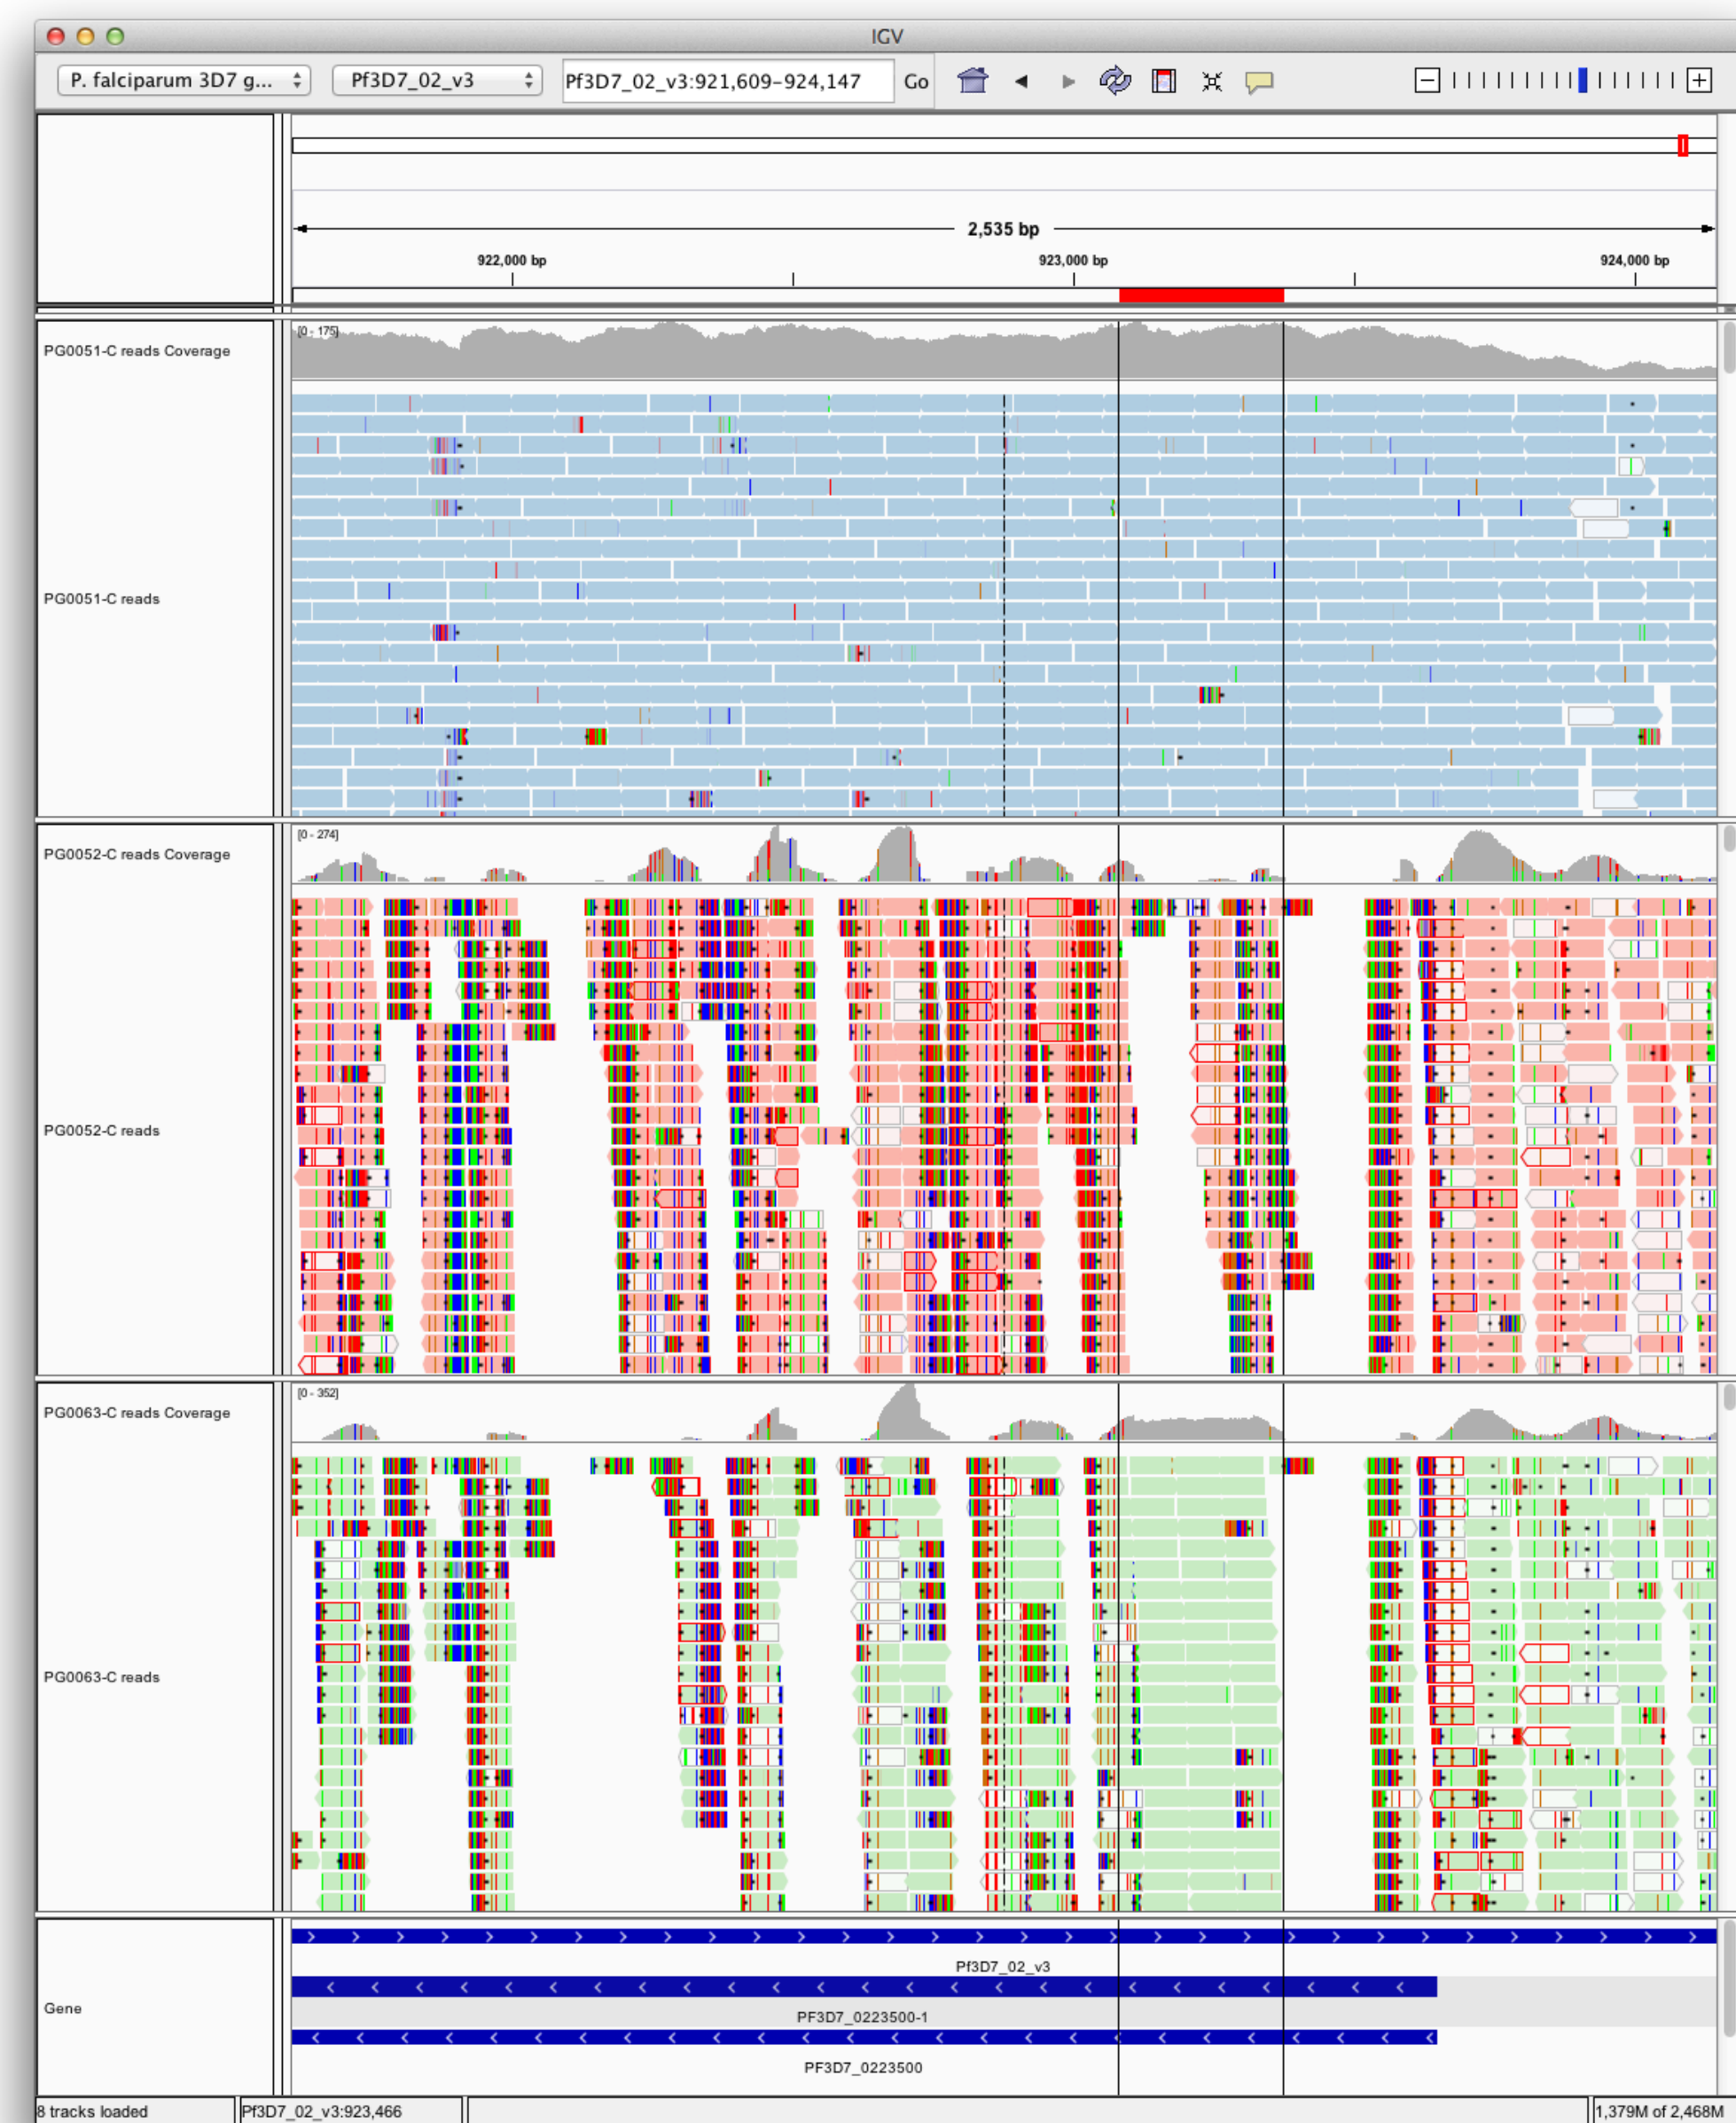 IGV
P. falciparum 3D7 g...
Pf3D7_02_v3
Pf3D7_02_v3:921,609-924,147
Go
2,535 bp
922,000 bp
923,000 bp
924,000 bp
[0 - 175]
PG0051-C reads Coverage
PG0051-C reads
[0 - 274]
PG0052-C reads Coverage
PG0052-C reads
[0 - 352]
PG0063-C reads Coverage
PG0063-C reads
Pf3D7_02_v3
Gene
PF3D7_0223500-1
PF3D7_0223500
8 tracks loaded
Pf3D7_02_v3:923,466
1,379M of 2,468M